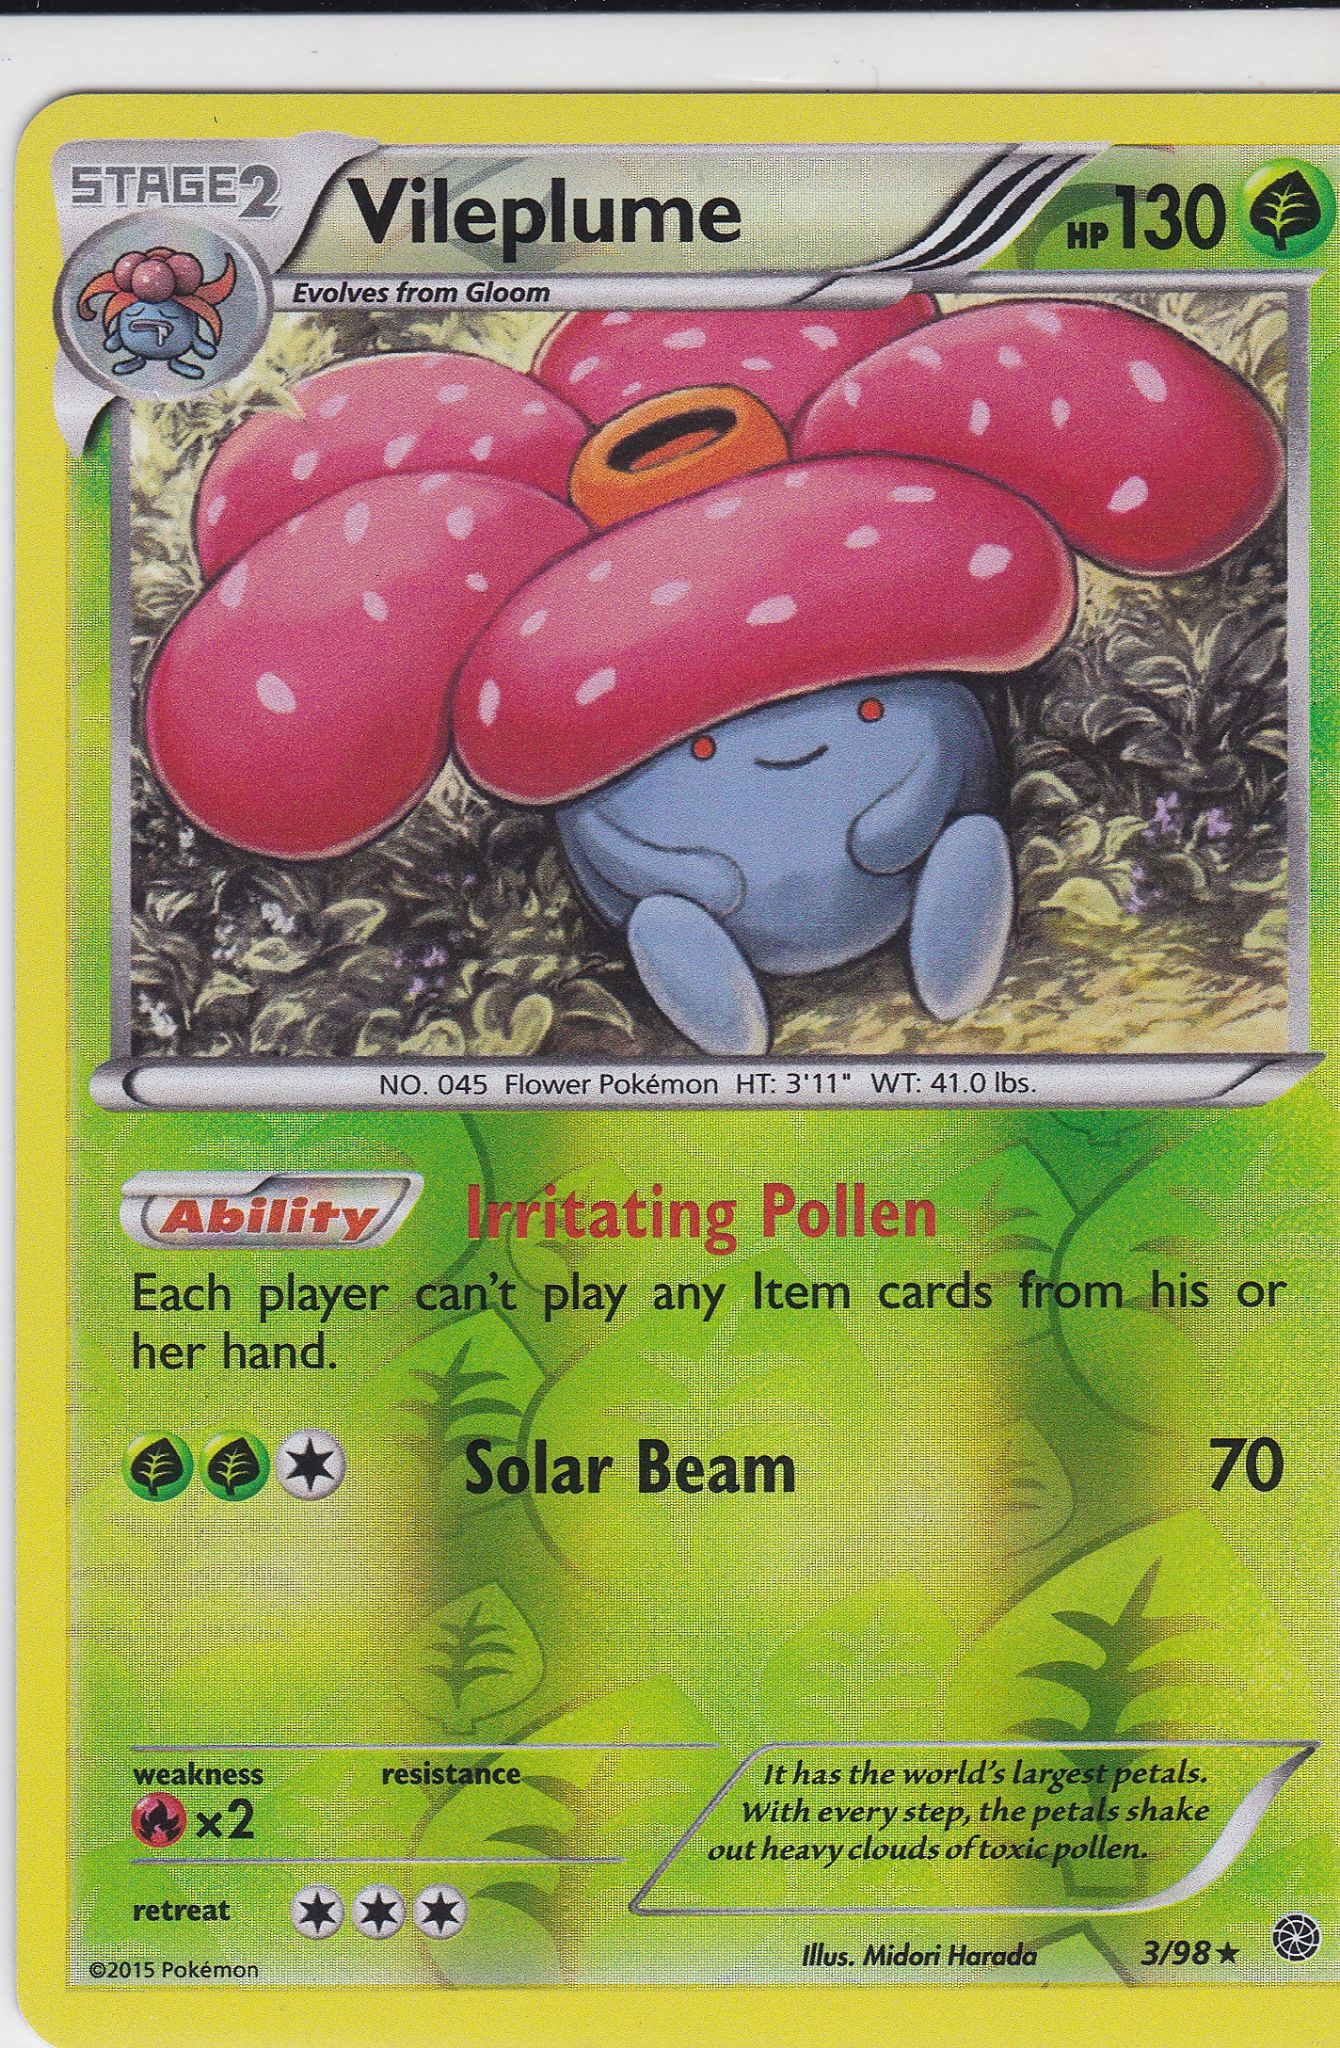 STAGE2
Vileplume
HP130
Evolves from Gloom
NO. 045 Flower Pokémon HT: 3'11" WT: 41.0 lbs.
Ability Irritating Pollen
Each player can't play any Item cards from his or
her hand.
Solar Beam 70
weakness resistance
×2
It has the world's largest petals.
With every step, the petals shake
out heavy clouds of toxic pollen.
retreat
Illus. Midori Harada 3/98★
©2015 Pokémon